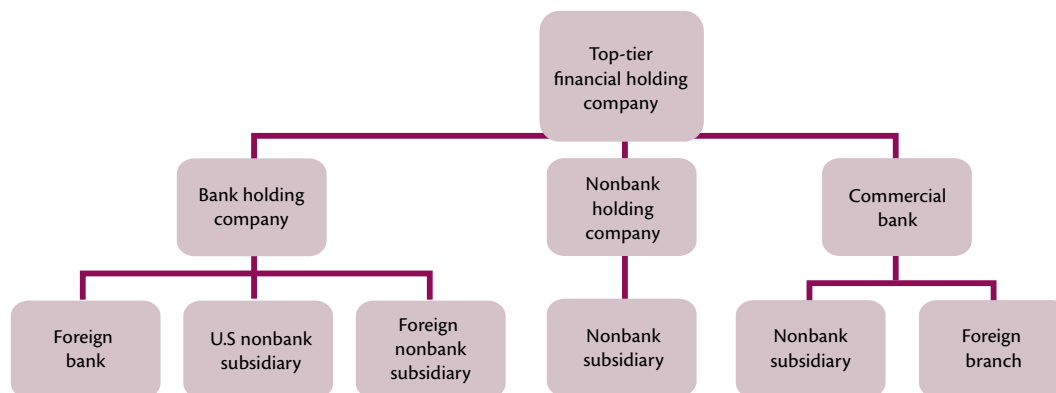 Top-tier
financial holding
company
Bank holding
company
Nonbank
holding
company
Commercial
bank
Foreign
bank
U.S nonbank
subsidiary
Foreign
nonbank
subsidiary
Nonbank
subsidiary
Nonbank
subsidiary
Foreign
branch